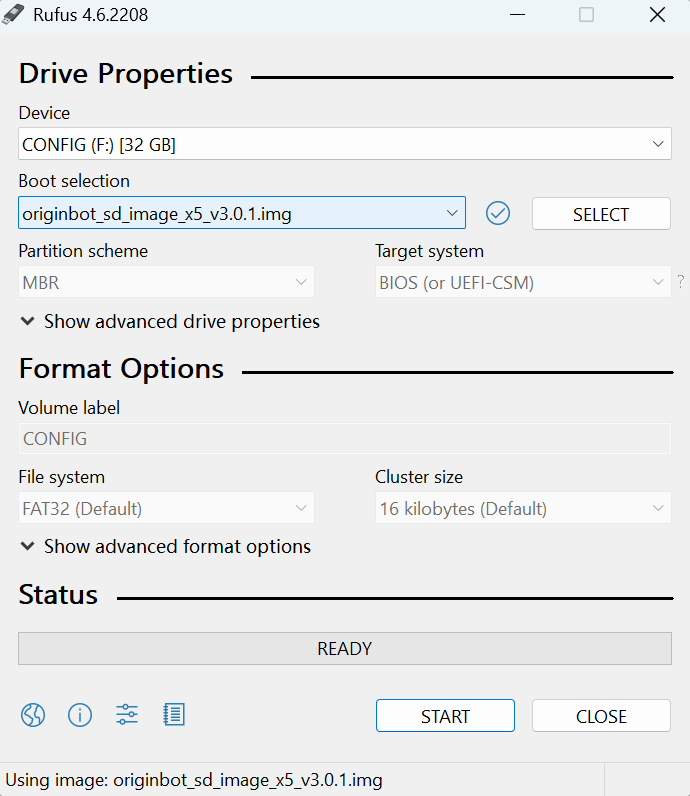 Rufus 4.6.2208
Drive Properties
Device
CONFIG (F:) [32 GB]
Boot selection
originbot_sd_image_x5_v3.0.1.img
SELECT
Partition scheme
Target system
MBR
BIOS (or UEFI-CSM)
?
Show advanced drive properties
Format Options
Volume label
CONFIG
File system
Cluster size
FAT32 (Default)
16 kilobytes (Default)
Show advanced format options
Status
READY
START
CLOSE
Using image: originbot_sd_image_x5_v3.0.1.img